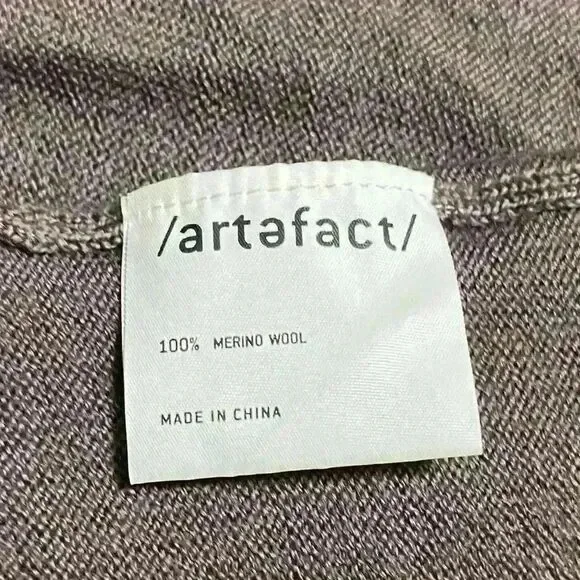 /artəfact/
100% MERINO WOOL
MADE IN CHINA